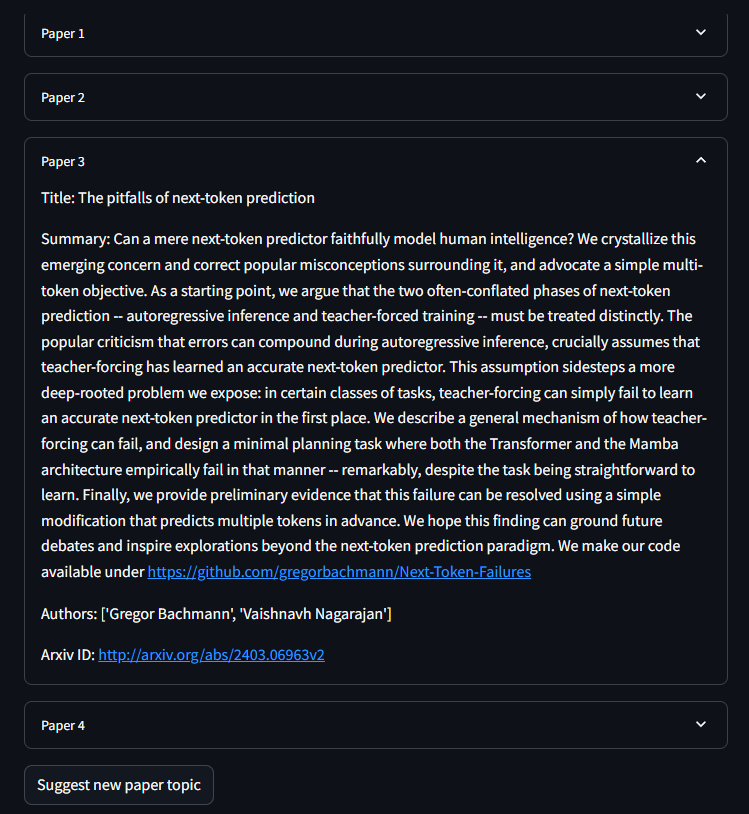 Paper 1
Paper 2
Paper 3
Title: The pitfalls of next-token prediction
Summary: Can a mere next-token predictor faithfully model human intelligence? We crystallize this
emerging concern and correct popular misconceptions surrounding it, and advocate a simple multi-
token objective. As a starting point, we argue that the two often-conflated phases of next-token
prediction -- autoregressive inference and teacher-forced training -- must be treated distinctly. The
popular criticism that errors can compound during autoregressive inference, crucially assumes that
teacher-forcing has learned an accurate next-token predictor. This assumption sidesteps a more
deep-rooted problem we expose: in certain classes of tasks, teacher-forcing can simply fail to learn
an accurate next-token predictor in the first place. We describe a general mechanism of how teacher-
forcing can fail, and design a minimal planning task where both the Transformer and the Mamba
architecture empirically fail in that manner -- remarkably, despite the task being straightforward to
learn. Finally, we provide preliminary evidence that this failure can be resolved using a simple
modification that predicts multiple tokens in advance. We hope this finding can ground future
debates and inspire explorations beyond the next-token prediction paradigm. We make our code
available under https://github.com/gregorbachmann/Next-Token-Failures
Authors: ['Gregor Bachmann', 'Vaishnavh Nagarajan']
Arxiv ID: http://arxiv.org/abs/2403.06963v2
Paper 4
Suggest new paper topic